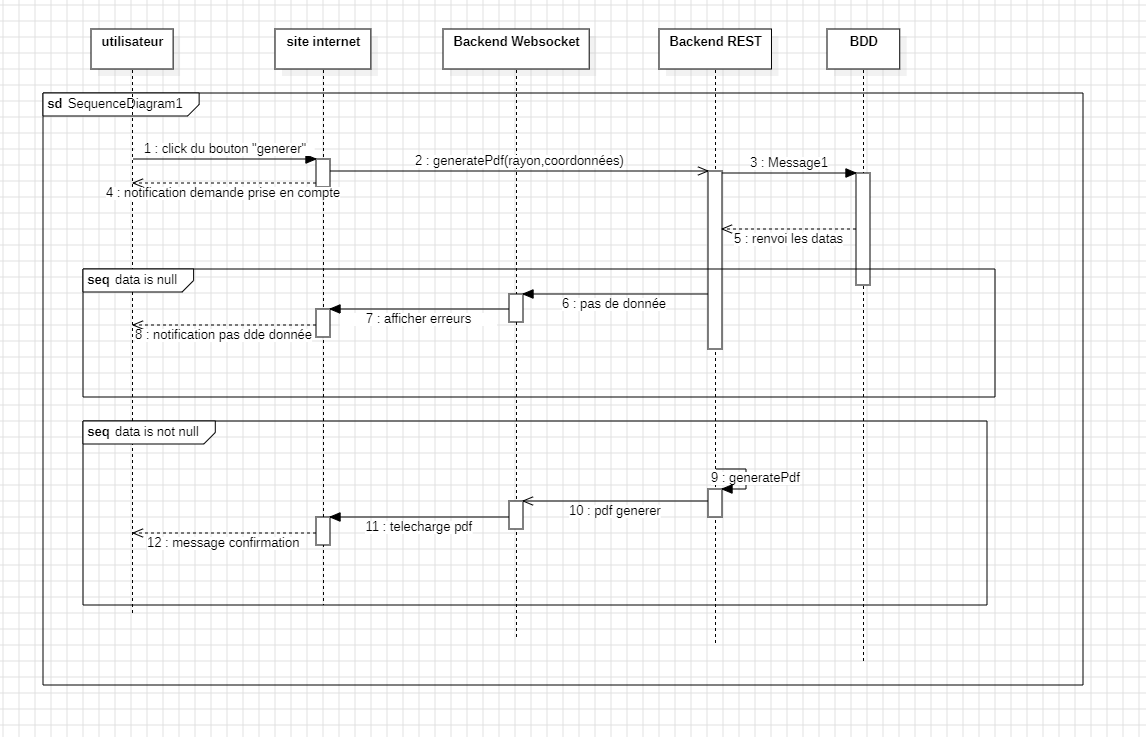 utilisateur
site internet
Backend Websocket
Backend REST
BDD
sd SequenceDiagram1
1 : click du bouton "generer"
2 : generatePdf(rayon,coordonnées)
3 : Message1
4 : notification demande prise en compte
5 : renvoi les datas
seq data is null
6 : pas de donnée
7 : afficher erreurs
8 : notification pas dde donnée
seq data is not null
9 : generatePdf
10 : pdf generer
11 : telecharge pdf
12 : message confirmation